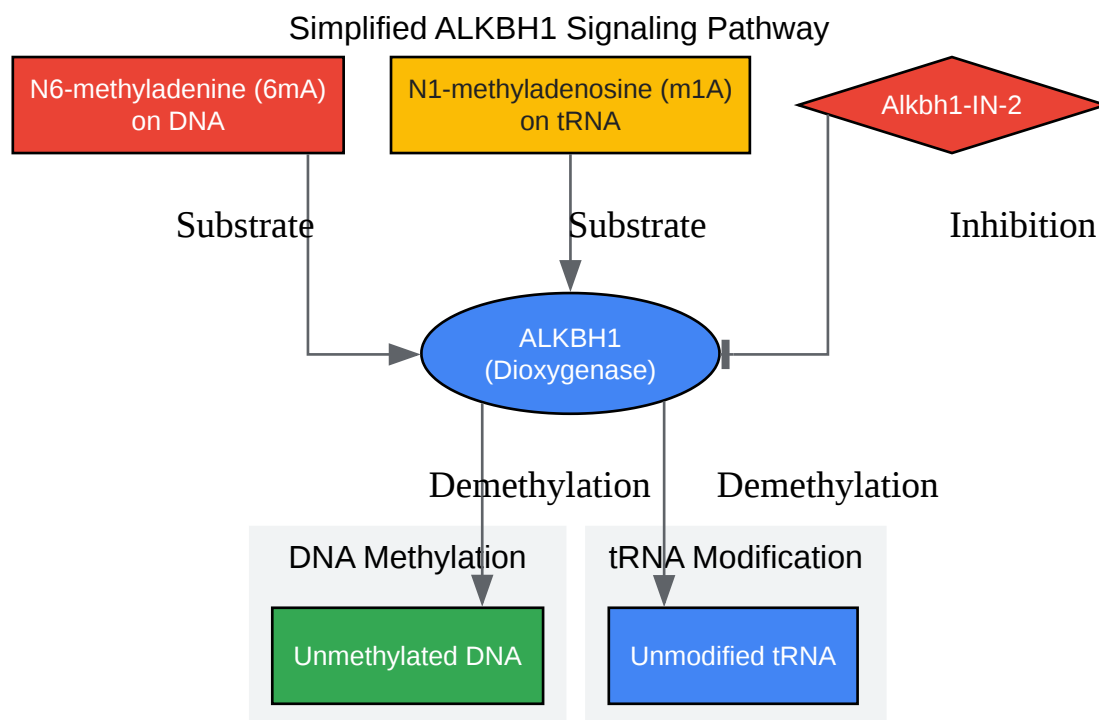 Simplified ALKBH1 Signaling Pathway
N6-methyladenine (6mA)
on DNA
N1-methyladenosine (m1A)
on tRNA
Alkbh1-IN-2
Substrate
Substrate
Inhibition
ALKBH1
(Dioxygenase)
Demethylation
Demethylation
DNA Methylation
tRNA Modification
Unmethylated DNA
Unmodified tRNA